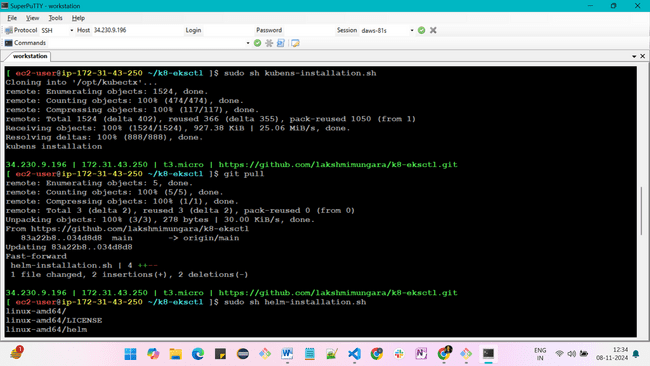 SuperPuTTY - workstation
File View Tools Help
Protocol SSH Host 34.230.9.196 Login Password Session daws-81s
Commands
workstation
[ ec2-user@ip-172-31-43-250 ~/k8-eksctl ]$ sudo sh kubens-installation.sh
Cloning into '/opt/kubectx'...
remote: Enumerating objects: 1524, done.
remote: Counting objects: 100% (474/474), done.
remote: Compressing objects: 100% (117/117), done.
remote: Total 1524 (delta 402), reused 366 (delta 355), pack-reused 1050 (from 1)
Receiving objects: 100% (1524/1524), 927.38 KiB | 25.06 MiB/s, done.
Resolving deltas: 100% (888/888), done.
kubens installation
34.230.9.196 | 172.31.43.250 | t3.micro | https://github.com/lakshmimungara/k8-eksctl.git
[ ec2-user@ip-172-31-43-250 ~/k8-eksctl ]$ git pull
remote: Enumerating objects: 5, done.
remote: Counting objects: 100% (5/5), done.
remote: Compressing objects: 100% (1/1), done.
remote: Total 3 (delta 2), reused 3 (delta 2), pack-reused 0 (from 0)
Unpacking objects: 100% (3/3), 278 bytes | 30.00 KiB/s, done.
From https://github.com/lakshmimungara/k8-eksctl
83a22b8..034d8d8 main -> origin/main
Updating 83a22b8..034d8d8
Fast-forward
helm-installation.sh | 4 ++--
1 file changed, 2 insertions(+), 2 deletions(-)
34.230.9.196 | 172.31.43.250 | t3.micro | https://github.com/lakshmimungara/k8-eksctl.git
[ ec2-user@ip-172-31-43-250 ~/k8-eksctl ]$ sudo sh helm-installation.sh
linux-amd64/
linux-amd64/LICENSE
linux-amd64/helm
ENG
IN
12:34
08-11-2024